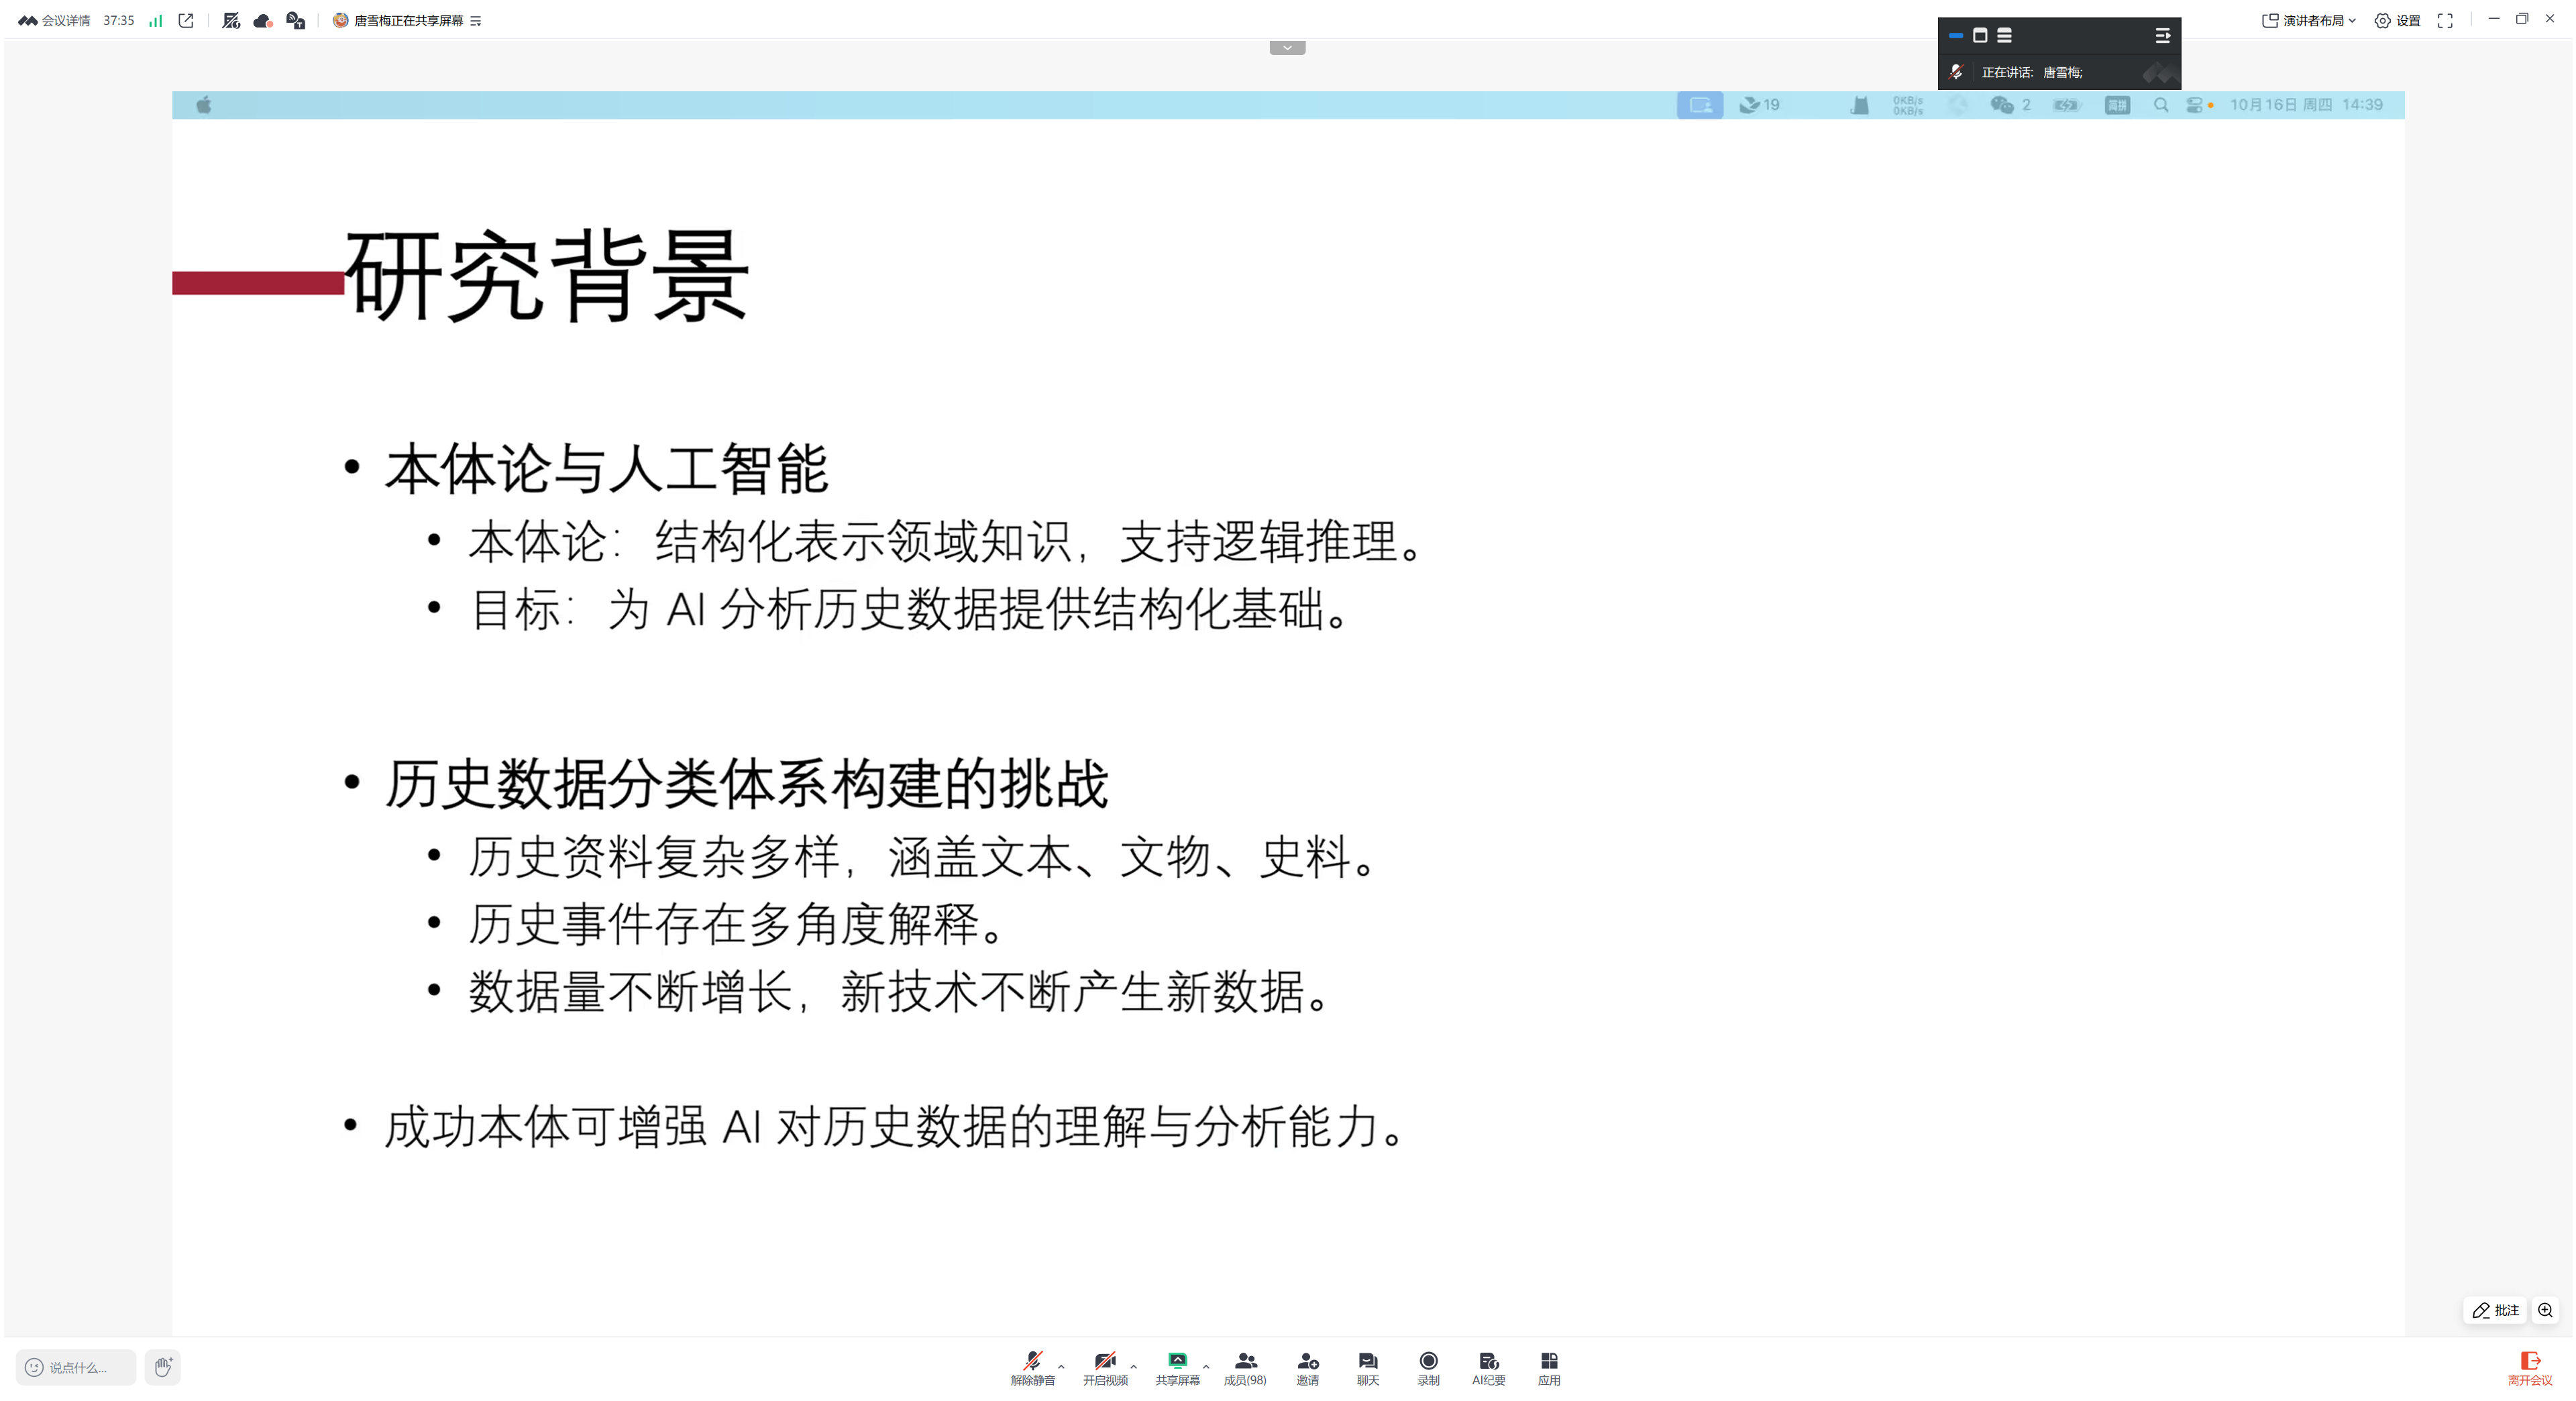 会议详情 37:35 唐雪梅正在共享屏幕 演讲者布局 设置
正在讲话: 唐雪梅;
19 0KB/s 2 简拼 10月16日 周四 14:39
0KB/s
研究背景
• 本体论与人工智能
• 本体论：结构化表示领域知识，支持逻辑推理。
• 目标：为 AI 分析历史数据提供结构化基础。
• 历史数据分类体系构建的挑战
• 历史资料复杂多样，涵盖文本、文物、史料。
• 历史事件存在多角度解释。
• 数据量不断增长，新技术不断产生新数据。
• 成功本体可增强 AI 对历史数据的理解与分析能力。
批注
说点什么... 解除静音 开启视频 共享屏幕 成员(98) 邀请 聊天 录制 AI纪要 应用 离开会议